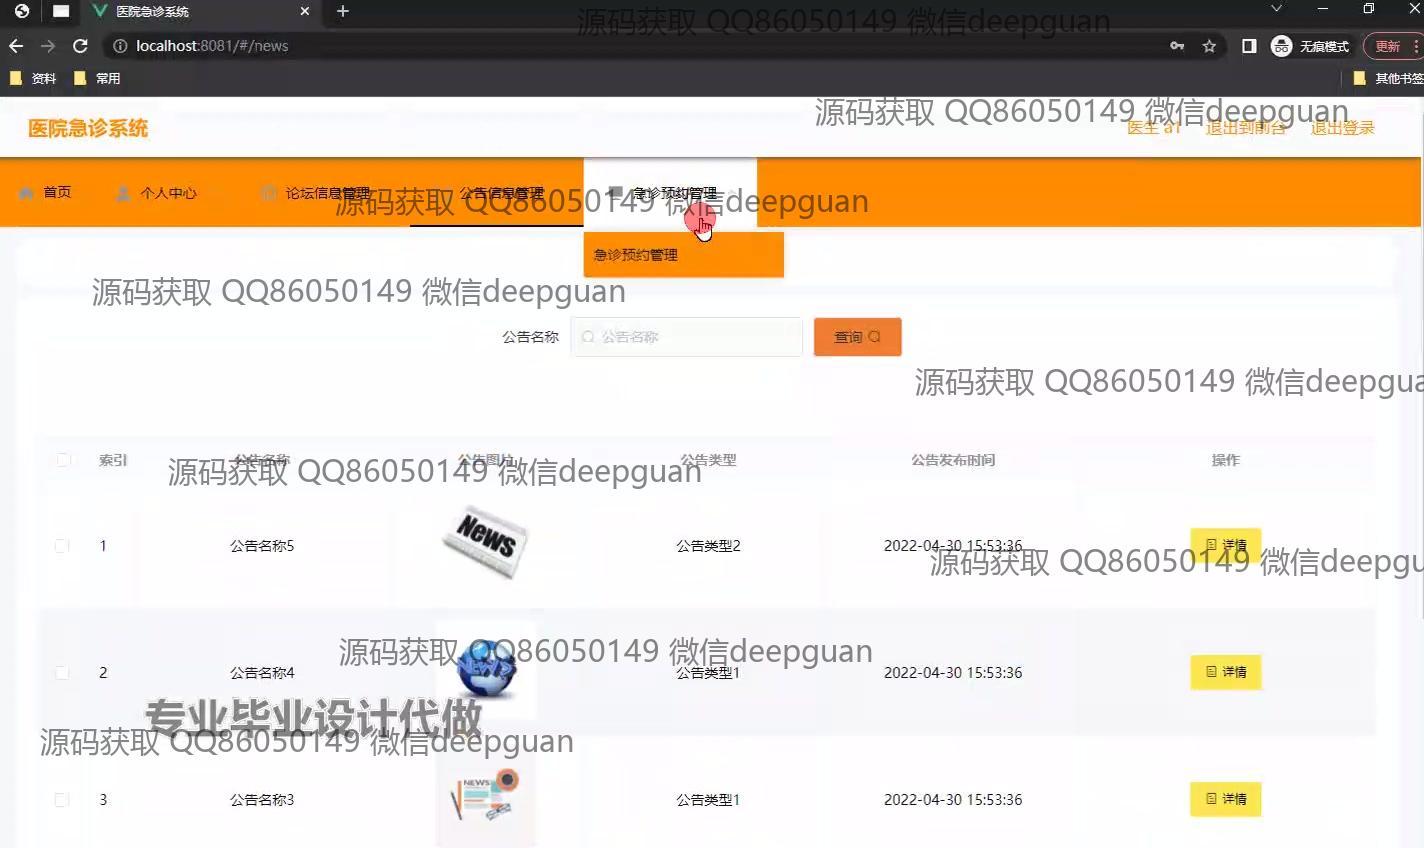 医院急诊系统
源码获取 QQ86050149 微信deepguan
localhost:8081/#/news
无痕模式
更新
资料
常用
其他书签
医院急诊系统
源码获取 QQ86050149 微信deepguan
医生 a1
退出到前台
退出登录
首页
个人中心
论坛信息管理
公告信息管理
急诊预约管理
源码获取 QQ86050149 微信deepguan
急诊预约管理
源码获取 QQ86050149 微信deepguan
公告名称
公告名称
查询
源码获取 QQ86050149 微信deepgua
索引
公告名称
公告图片
公告类型
公告发布时间
操作
源码获取 QQ86050149 微信deepguan
1
公告名称5
News
公告类型2
2022-04-30 15:53:36
详情
源码获取 QQ86050149 微信deepgu
源码获取 QQ86050149 微信deepguan
2
公告名称4
NEWS
公告类型1
2022-04-30 15:53:36
详情
专业毕业设计代做
源码获取 QQ86050149 微信deepguan
3
公告名称3
NEWS
公告类型1
2022-04-30 15:53:36
详情